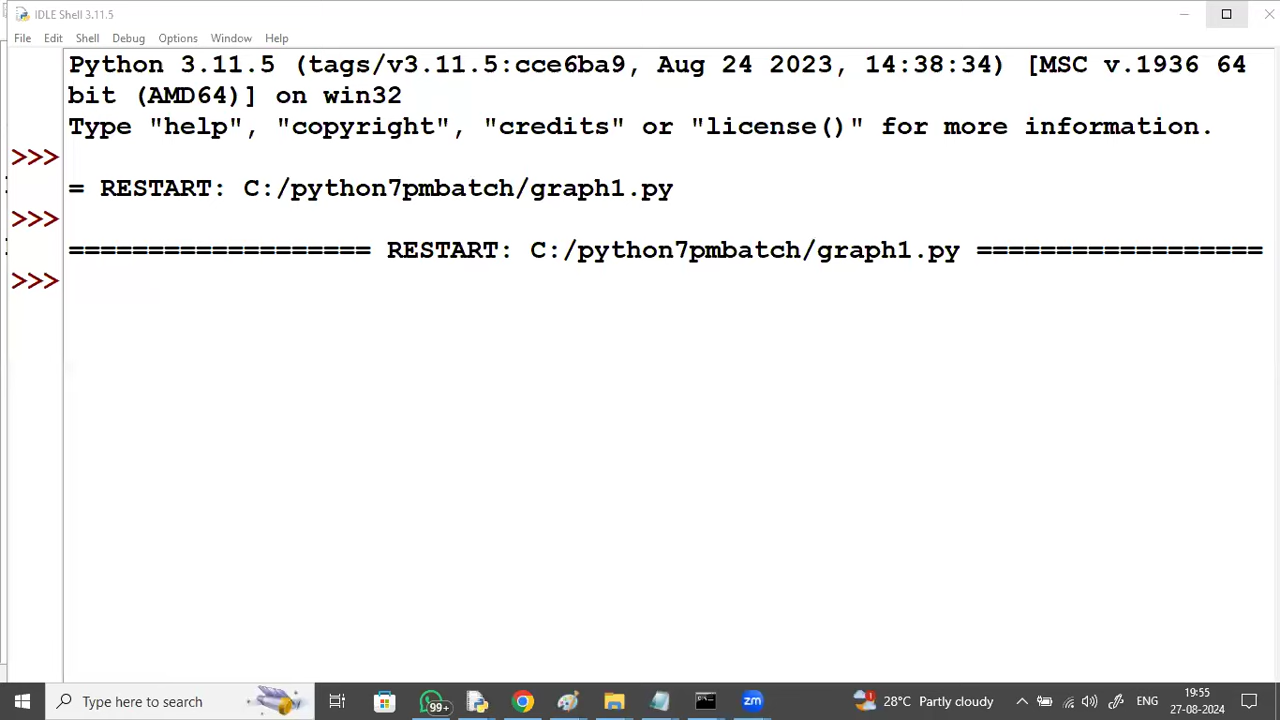 IDLE Shell 3.11.5
File Edit Shell Debug Options Window Help
Python 3.11.5 (tags/v3.11.5:cce6ba9, Aug 24 2023, 14:38:34) [MSC v.1936 64
bit (AMD64)] on win32
Type "help", "copyright", "credits" or "license()" for more information.
>>>
= RESTART: C:/python7pmbatch/graph1.py
>>>
=================== RESTART: C:/python7pmbatch/graph1.py ==================
>>>
Type here to search
99+
zm
1
28°C Partly cloudy
ENG
19:55
27-08-2024